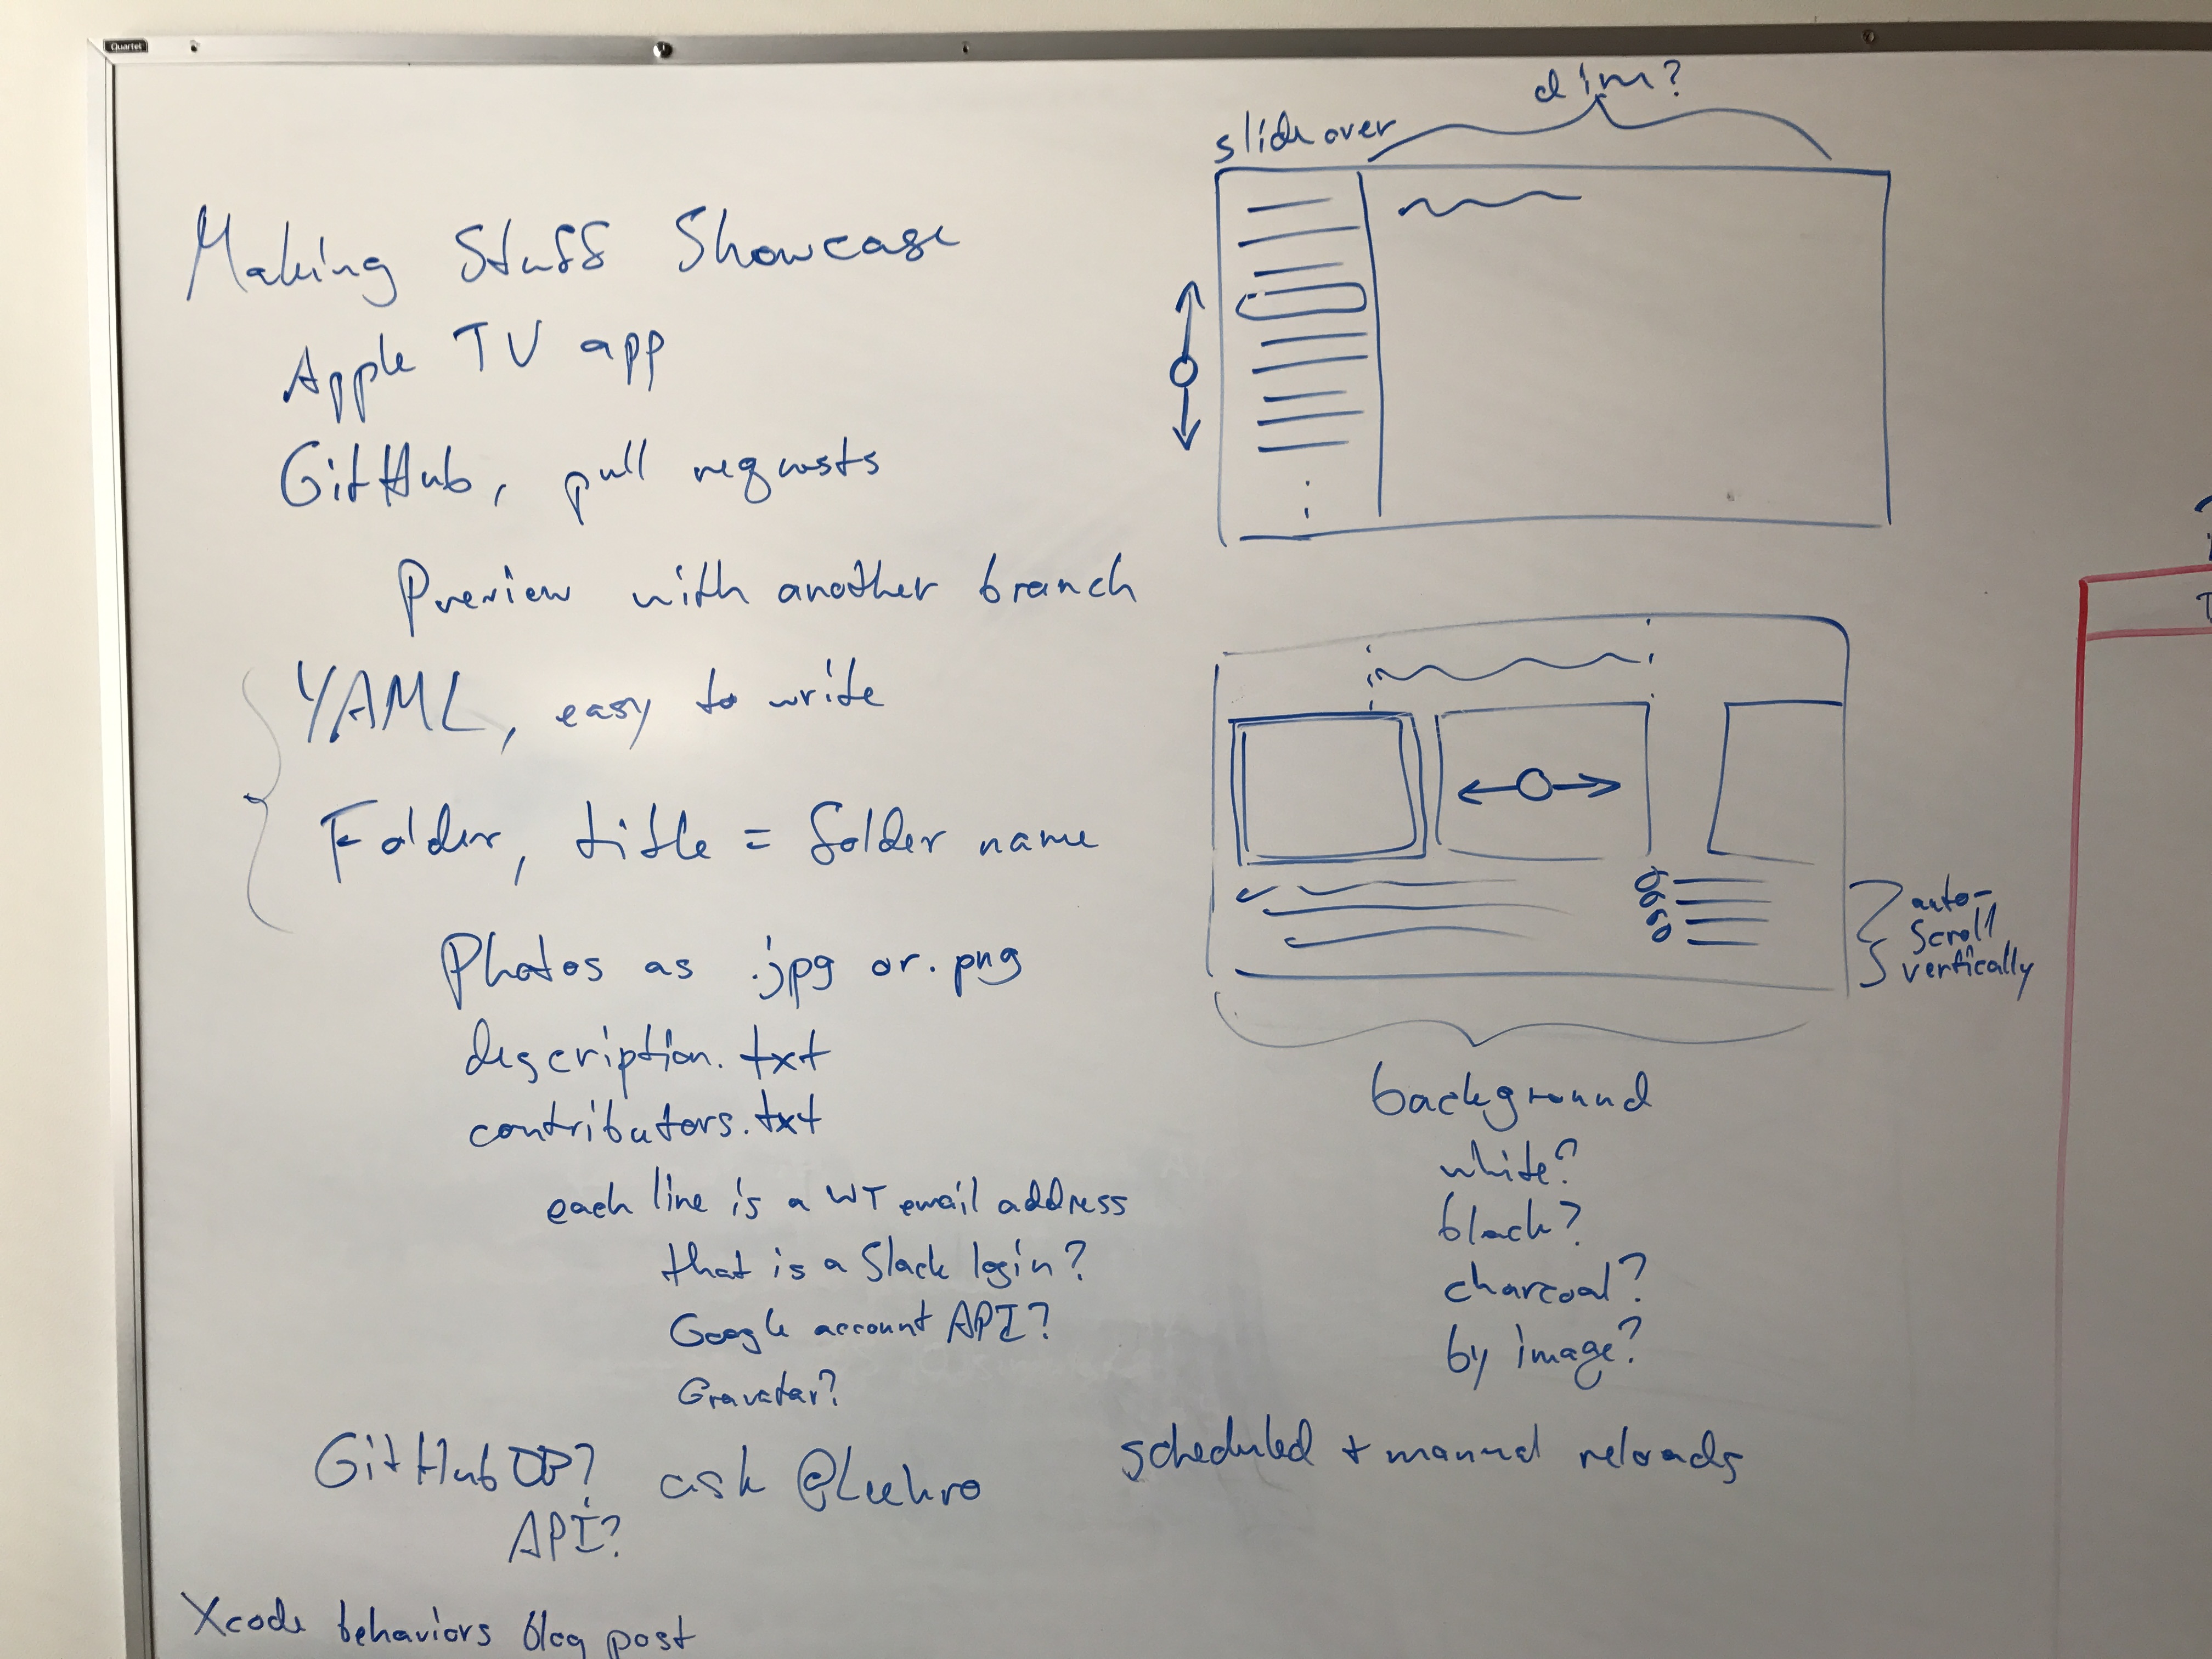 Quartet
Making Stuff Showcase
Apple TV app
GitHub, pull requests
Preview with another branch
YAML, easy to write
Folder, title = folder name
Photos as .jpg or .png
description.txt
contributors.txt
each line is a WT email address
that is a Slack login?
Google account API?
Gravatar?
GitHub ? ask @Leekro
API?
Xcode behaviors blog post
dim?
slide over
auto-
scroll
vertically
background
white?
black?
charcoal?
by image?
scheduled + manual reloads